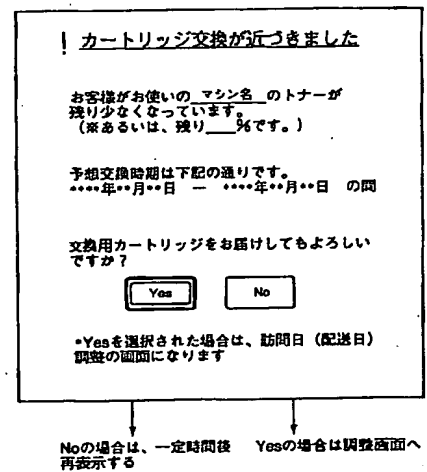 ! カートリッジ交換が近づきました
お客様がお使いの マシン名 のトナーが
残り少なくなっています。
(※あるいは、残り___%です。)
予想交換時期は下記の通りです。
••••年••月••日 ― ••••年••月••日 の間
交換用カートリッジをお届けしてもよろしい
ですか?
Yes No
•Yesを選択された場合は、訪問日(配送日)
調整の画面になります
Noの場合は、一定時間後 Yesの場合は調整画面へ
再表示する